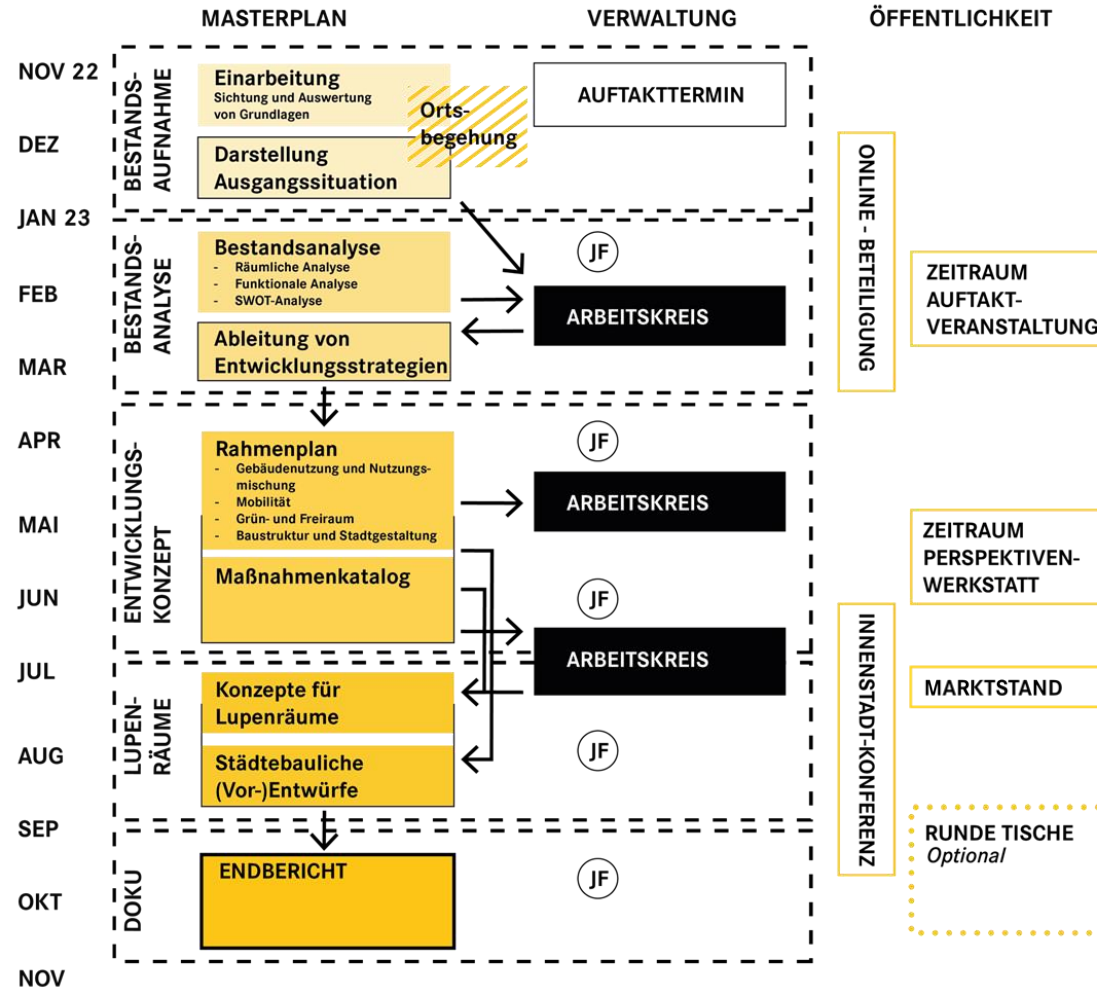 MASTERPLAN
VERWALTUNG
ÖFFENTLICHKEIT
NOV 22
DEZ
JAN 23
FEB
MAR
APR
MAI
JUN
JUL
AUG
SEP
OKT
NOV
BESTANDS-
AUFNAHME
Einarbeitung
Sichtung und Auswertung
von Grundlagen
Orts-
begehung
Darstellung
Ausgangssituation
AUFTAKTTERMIN
BESTANDS-
ANALYSE
Bestandsanalyse
- Räumliche Analyse
- Funktionale Analyse
- SWOT-Analyse
Ableitung von
Entwicklungsstrategien
JF
ARBEITSKREIS
ENTWICKLUNGS-
KONZEPT
Rahmenplan
- Gebäudenutzung und Nutzungs-
mischung
- Mobilität
- Grün- und Freiraum
- Baustruktur und Stadtgestaltung
Maßnahmenkatalog
JF
ARBEITSKREIS
JF
ARBEITSKREIS
LUPEN-
RÄUME
Konzepte für
Lupenräume
Städtebauliche
(Vor-)Entwürfe
JF
DOKU
ENDBERICHT
JF
ONLINE - BETEILIGUNG
ZEITRAUM
AUFTAKT-
VERANSTALTUNG
ZEITRAUM
PERSPEKTIVEN-
WERKSTATT
INNENSTADT-KONFERENZ
MARKTSTAND
RUNDE TISCHE
Optional